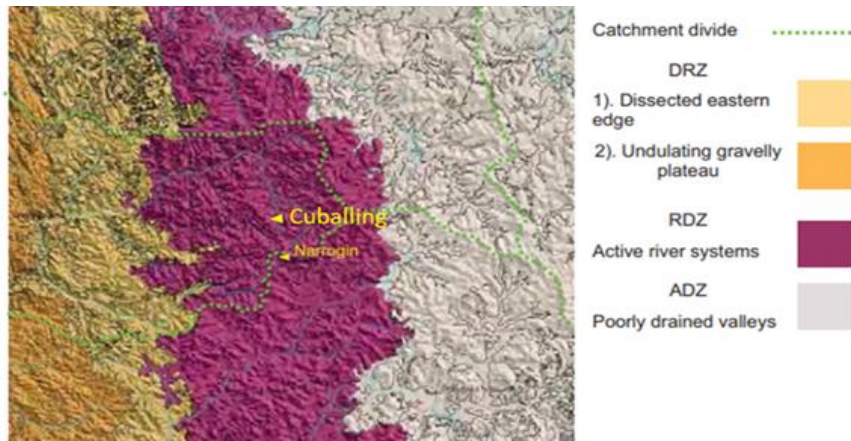 Cuballing
Narrogin
Catchment divide
DRZ
1). Dissected eastern
edge
2). Undulating gravelly
plateau
RDZ
Active river systems
ADZ
Poorly drained valleys